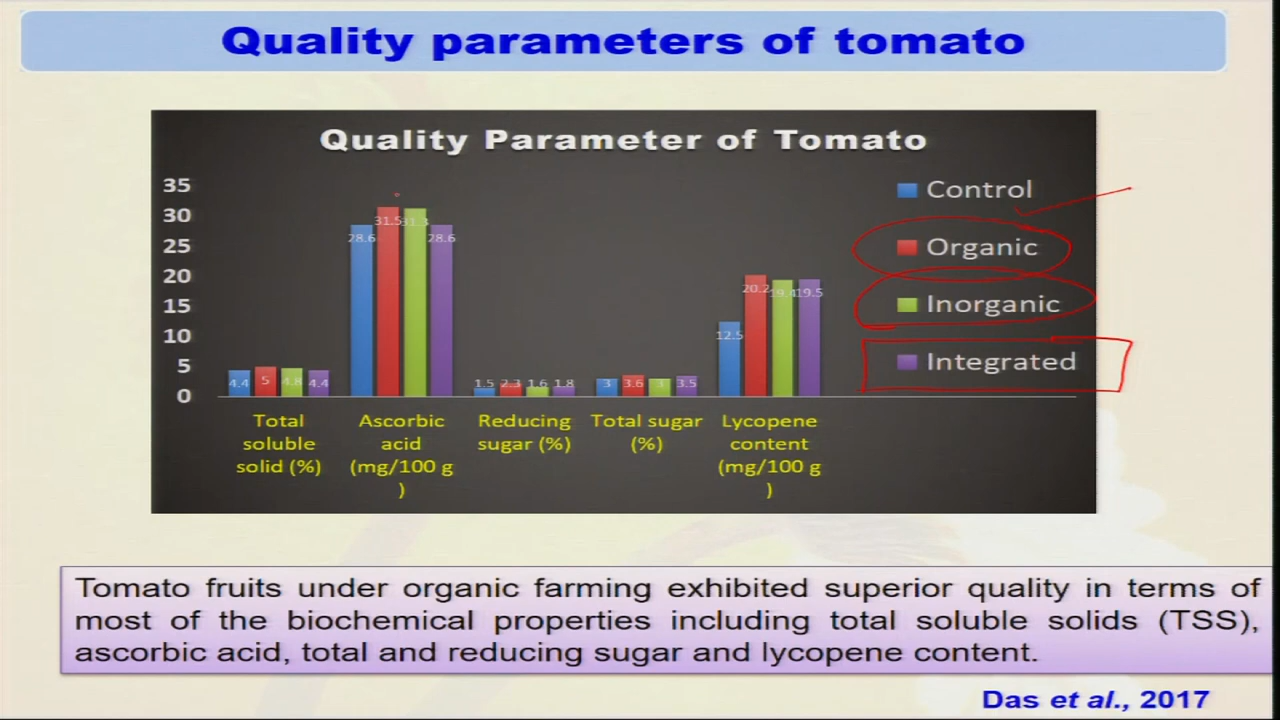 Quality parameters of tomato
Quality Parameter of Tomato
35
30
25
20
15
10
5
0
4.4 5 4.8 4.4
28.6 31.5 31.3 28.6
1.5 2.3 1.6 1.8
3 3.6 3 3.5
12.5 20.2 19.4 19.5
Total
soluble
solid (%)
Ascorbic
acid
(mg/100 g
)
Reducing
sugar (%)
Total sugar
(%)
Lycopene
content
(mg/100 g
)
Control
Organic
Inorganic
Integrated
Tomato fruits under organic farming exhibited superior quality in terms of
most of the biochemical properties including total soluble solids (TSS),
ascorbic acid, total and reducing sugar and lycopene content.
Das et al., 2017